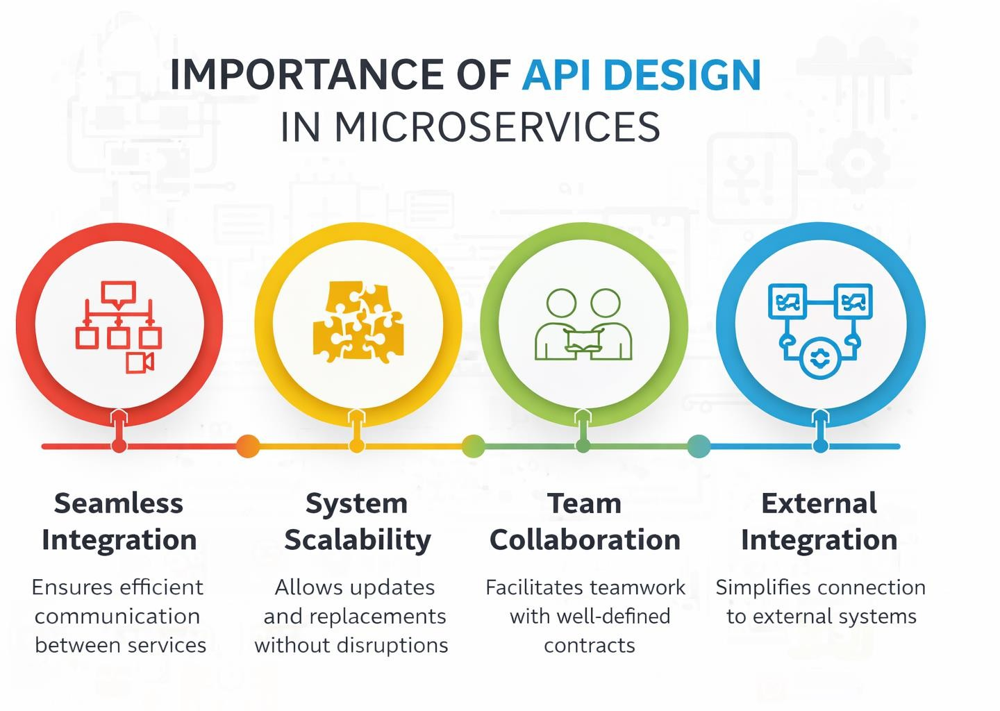 IMPORTANCE OF API DESIGN
IN MICROSERVICES
Seamless
Integration
Ensures efficient
communication
between services
System
Scalability
Allows updates
and replacements
without disruptions
Team
Collaboration
Facilitates teamwork
with well-defined
contracts
External
Integration
Simplifies connection
to external systems